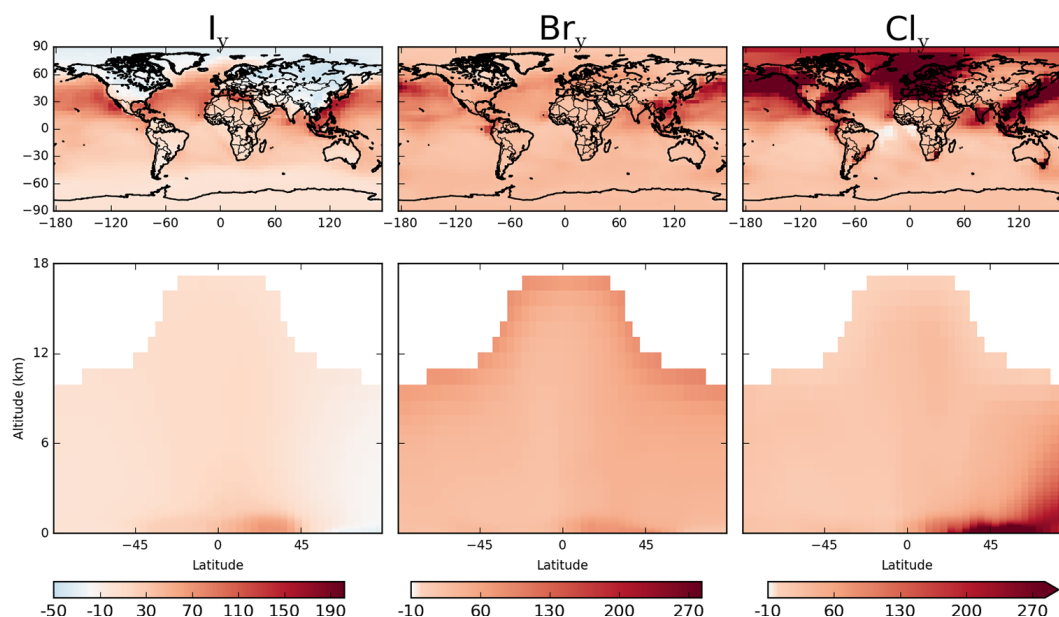 I_y Br_y Cl_y
90
60
30
0
−30
−60
−90
−180 −120 −60 0 60 120 −180 −120 −60 0 60 120 −180 −120 −60 0 60 120
18
12
6
0
Altitude (km)
−45 0 45 −45 0 45 −45 0 45
Latitude Latitude Latitude
-50 -10 30 70 110 150 190 -10 60 130 200 270 -10 60 130 200 270